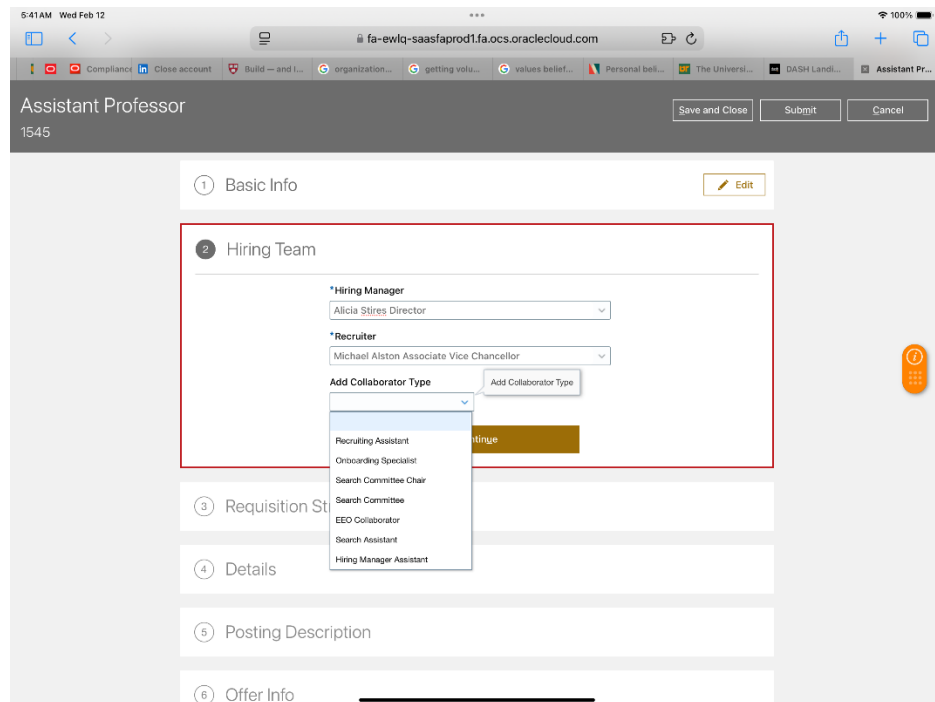 5:41 AM Wed Feb 12
100%
fa-ewlq-saasfaprod1.fa.ocs.oraclecloud.com
Compliance
Close account
Build — and l...
organization...
getting volu...
values belief...
Personal beli...
The Universi...
DASH Landi...
Assistant Pr...
Assistant Professor
1545
Save and Close
Submit
Cancel
1 Basic Info
Edit
2 Hiring Team
*Hiring Manager
Alicia Stires Director
*Recruiter
Michael Alston Associate Vice Chancellor
Add Collaborator Type
Add Collaborator Type
Recruiting Assistant
Onboarding Specialist
Search Committee Chair
Search Committee
EEO Collaborator
Search Assistant
Hiring Manager Assistant
ntinue
3 Requisition St
4 Details
5 Posting Description
6 Offer Info